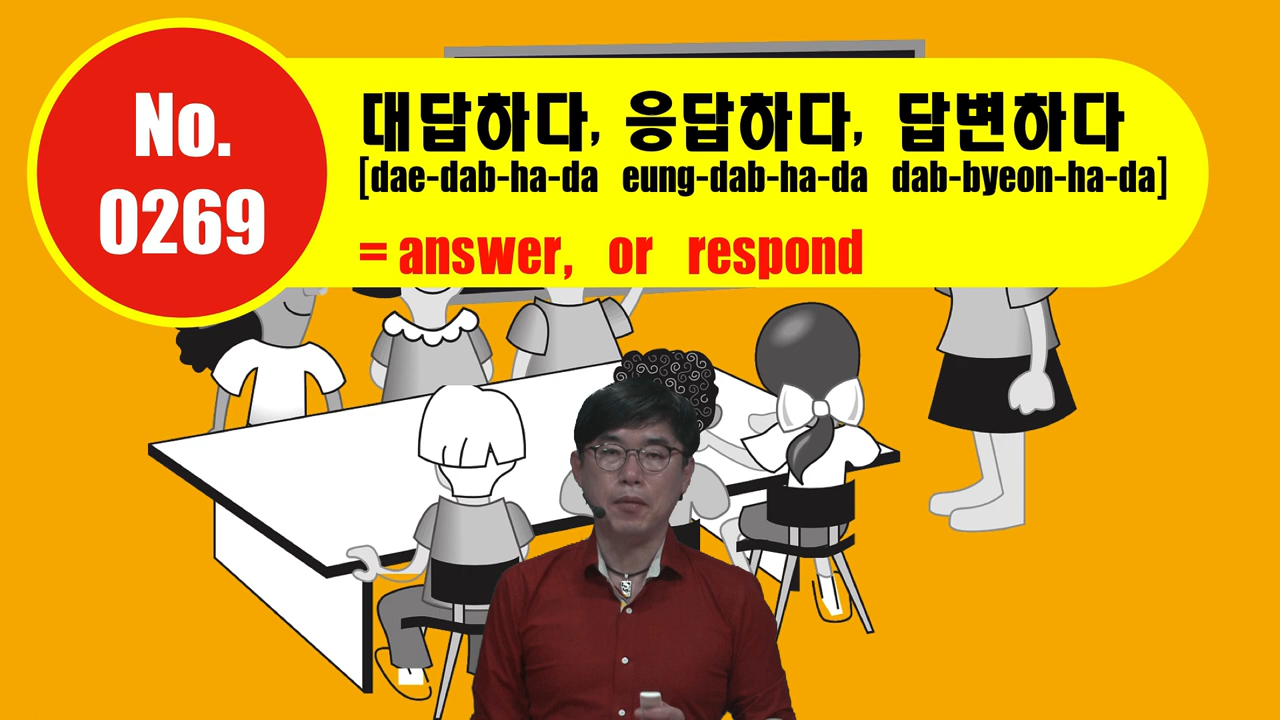 No.
0269
대답하다, 응답하다, 답변하다
[dae-dab-ha-da eung-dab-ha-da dab-byeon-ha-da]
= answer, or respond